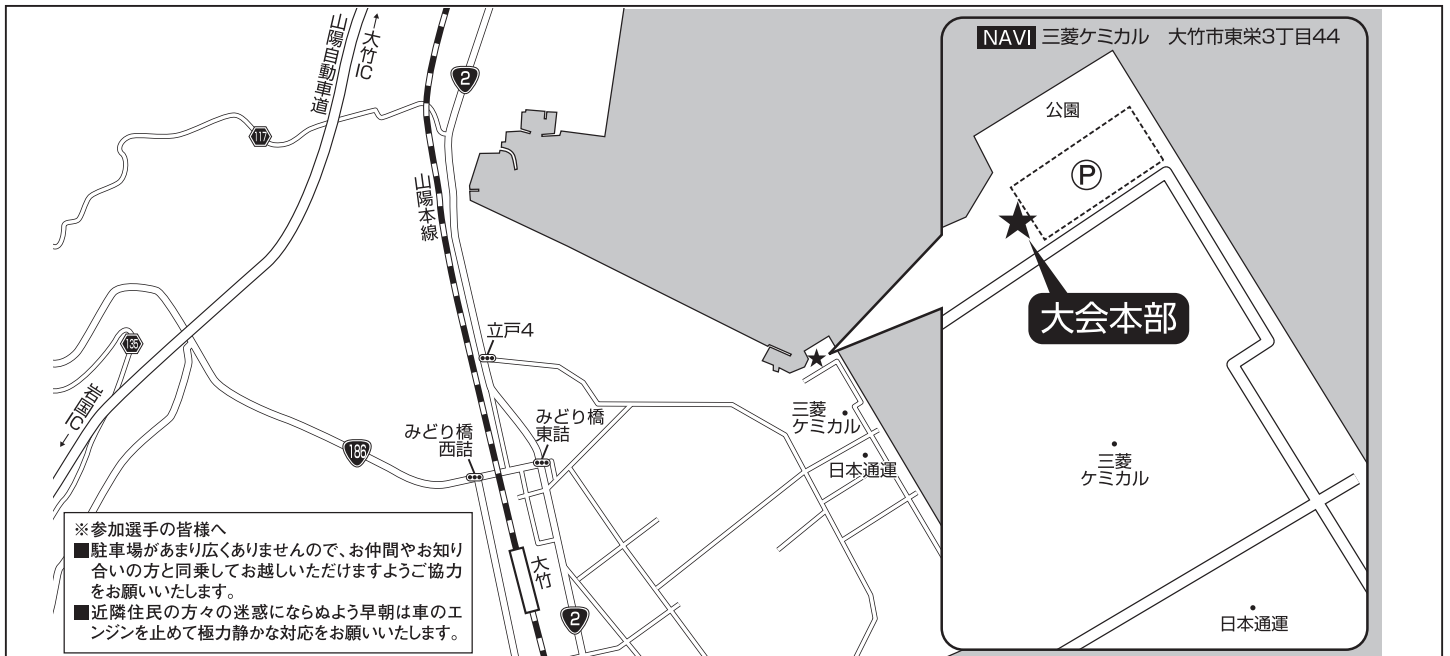 NAVI 三菱ケミカル 大竹市東栄3丁目44
公園
P
大会本部
三菱
ケミカル
日本通運
山陽自動車道
←大竹IC
2
117
山陽本線
135
岩国IC
←
186
立戸4
みどり橋
西詰
みどり橋
東詰
三菱
ケミカル
日本通運
大竹
2
※参加選手の皆様へ
■駐車場があまり広くありませんので、お仲間やお知り
合いの方と同乗してお越しいただけますようご協力
をお願いいたします。
■近隣住民の方々の迷惑にならぬよう早朝は車のエ
ンジンを止めて極力静かな対応をお願いいたします。